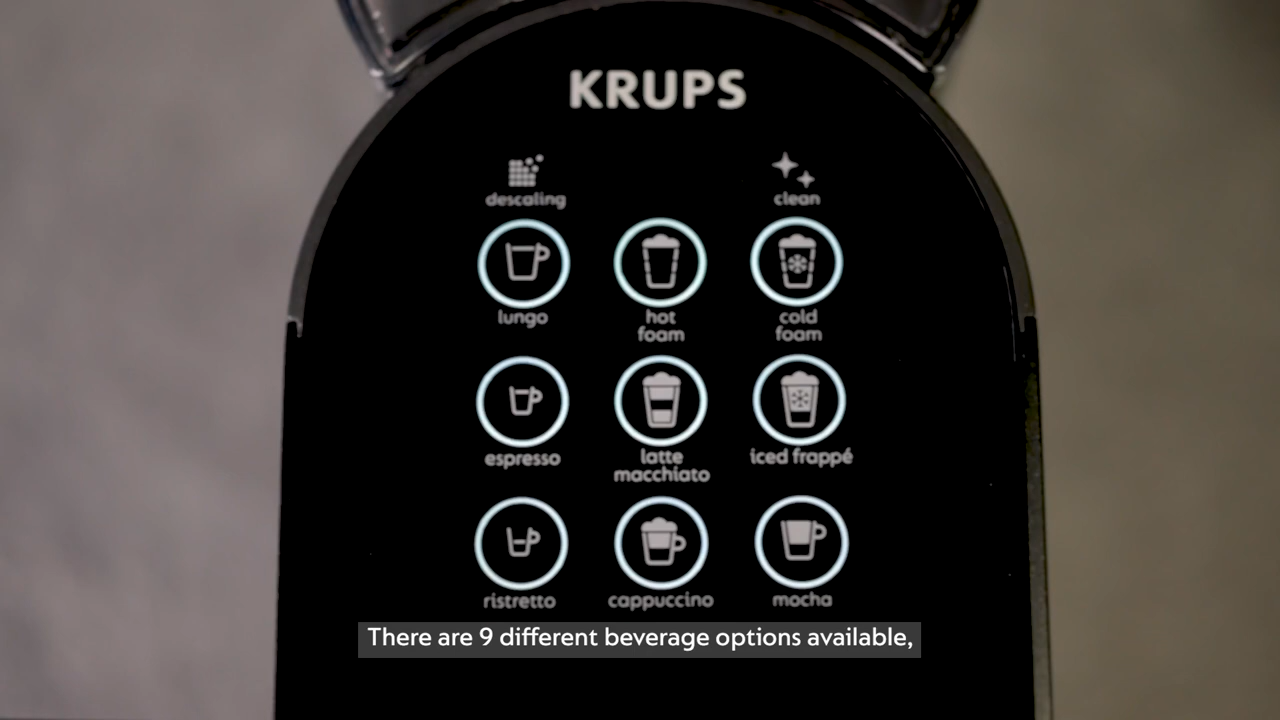 KRUPS
descaling
clean
lungo
hot
foam
cold
foam
espresso
latte
macchiato
iced frappé
ristretto
cappuccino
mocha
There are 9 different beverage options available,